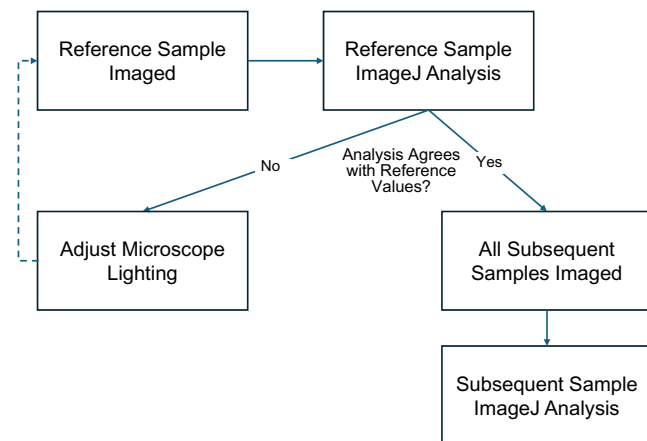 Reference Sample
Imaged
Reference Sample
ImageJ Analysis
Analysis Agrees
with Reference
Values?
No
Yes
Adjust Microscope
Lighting
All Subsequent
Samples Imaged
Subsequent Sample
ImageJ Analysis